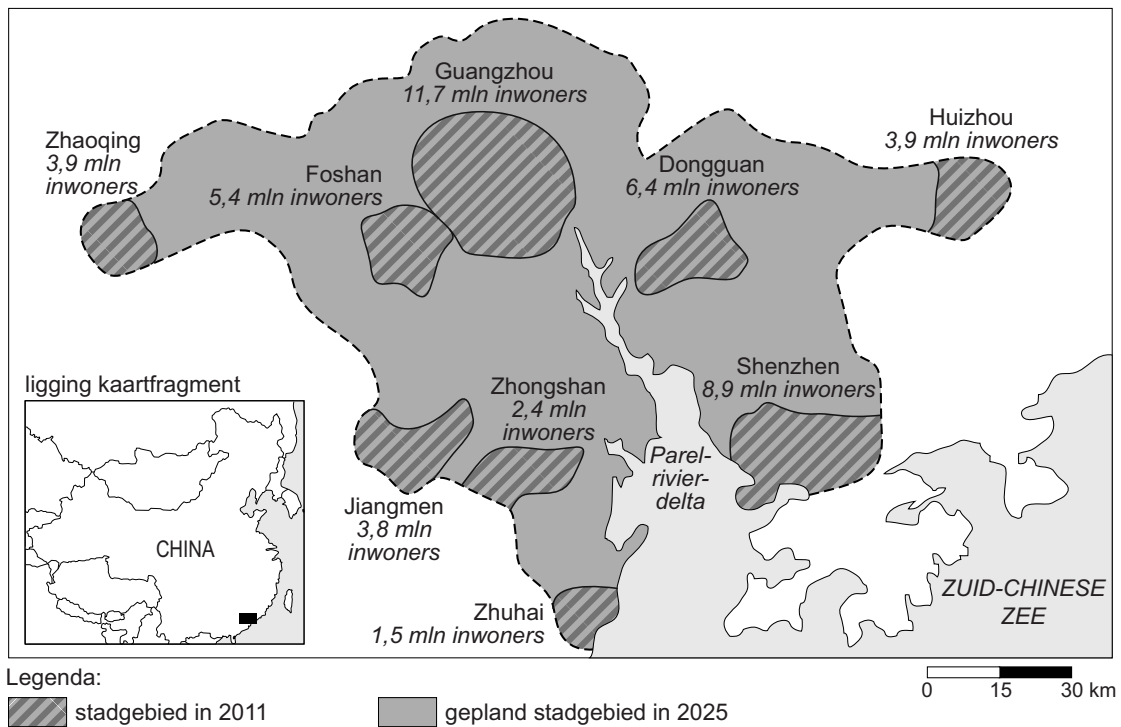 Guangzhou
11,7 mln inwoners
Zhaoqing
3,9 mln
inwoners
Foshan
5,4 mln inwoners
Dongguan
6,4 mln inwoners
Huizhou
3,9 mln inwoners
ligging kaartfragment
CHINA
Zhongshan
2,4 mln
inwoners
Shenzhen
8,9 mln inwoners
Jiangmen
3,8 mln
inwoners
Parel-
rivier-
delta
Zhuhai
1,5 mln inwoners
ZUID-CHINESE
ZEE
Legenda:
stadgebied in 2011
gepland stadgebied in 2025
0 15 30 km